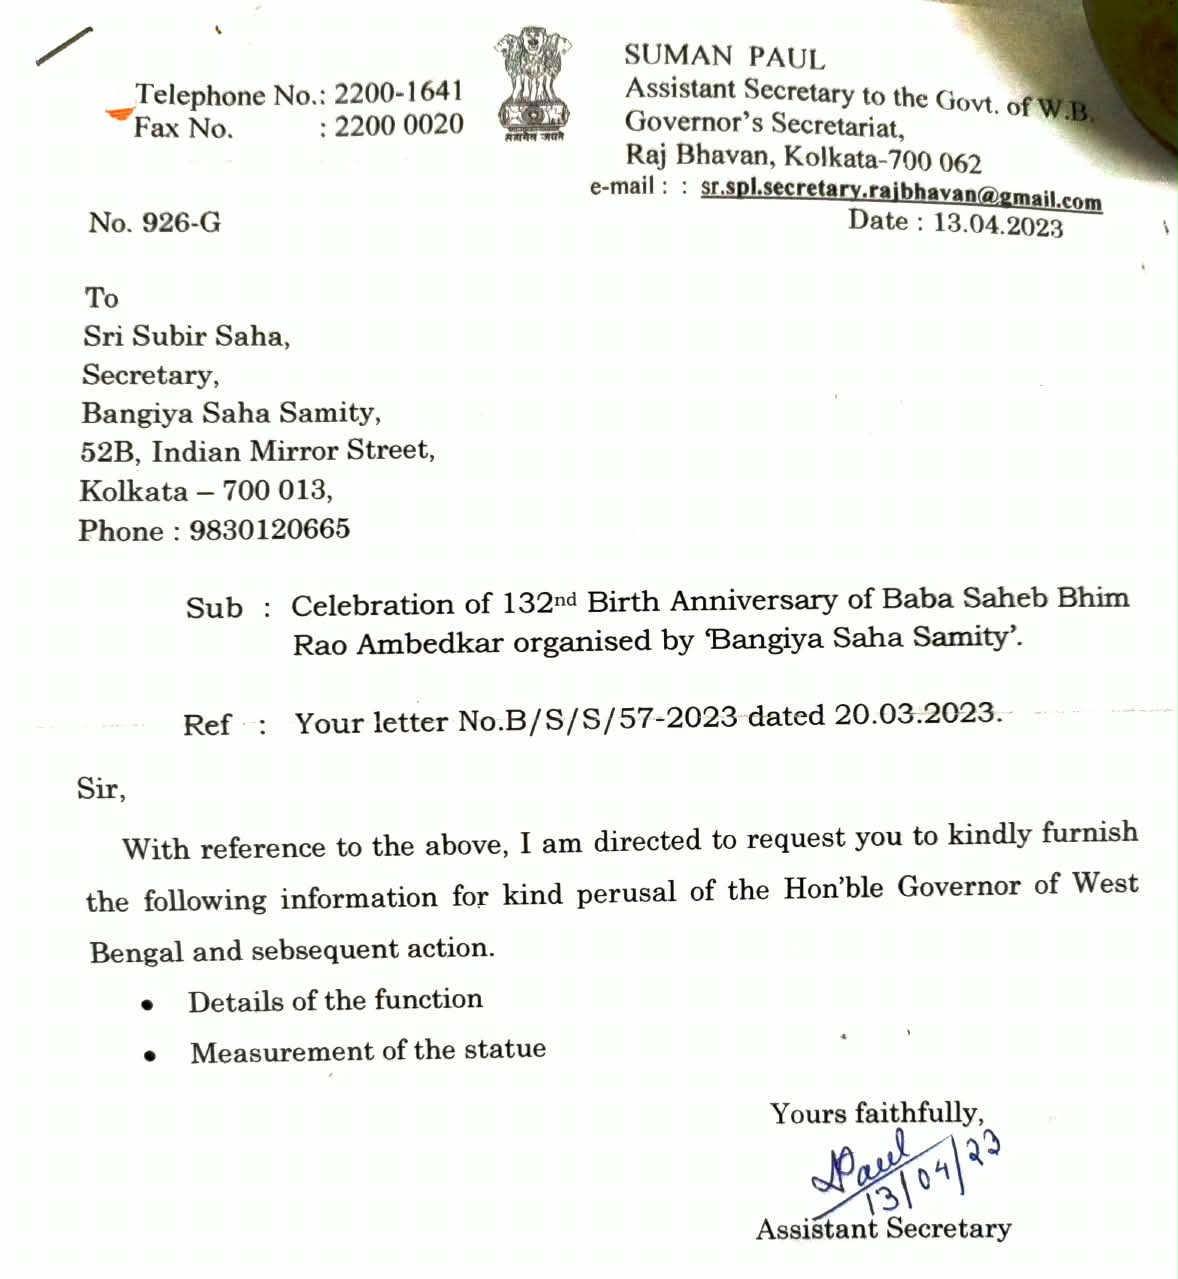 Telephone No.: 2200-1641
Fax No. : 2200 0020
सत्यमेव जयते
SUMAN PAUL
Assistant Secretary to the Govt. of W.B.
Governor's Secretariat,
Raj Bhavan, Kolkata-700 062
e-mail : : sr.spl.secretary.rajbhavan@gmail.com
No. 926-G
Date : 13.04.2023
To
Sri Subir Saha,
Secretary,
Bangiya Saha Samity,
52B, Indian Mirror Street,
Kolkata – 700 013,
Phone : 9830120665
Sub : Celebration of 132nd Birth Anniversary of Baba Saheb Bhim
Rao Ambedkar organised by 'Bangiya Saha Samity'.
Ref : Your letter No.B/S/S/57-2023 dated 20.03.2023.
Sir,
With reference to the above, I am directed to request you to kindly furnish
the following information for kind perusal of the Hon'ble Governor of West
Bengal and sebsequent action.
• Details of the function
• Measurement of the statue
Yours faithfully,
SPaul
13/04/23
Assistant Secretary